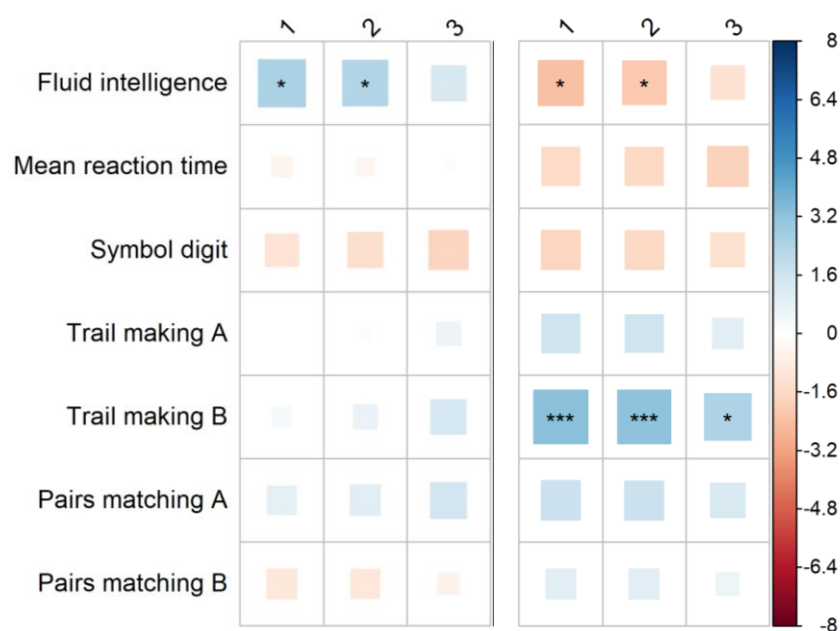 1 2 3 1 2 3
8
Fluid intelligence * * * *
6.4
Mean reaction time
4.8
3.2
Symbol digit
1.6
Trail making A
0
Trail making B *** *** *
-1.6
-3.2
Pairs matching A
-4.8
Pairs matching B
-6.4
-8